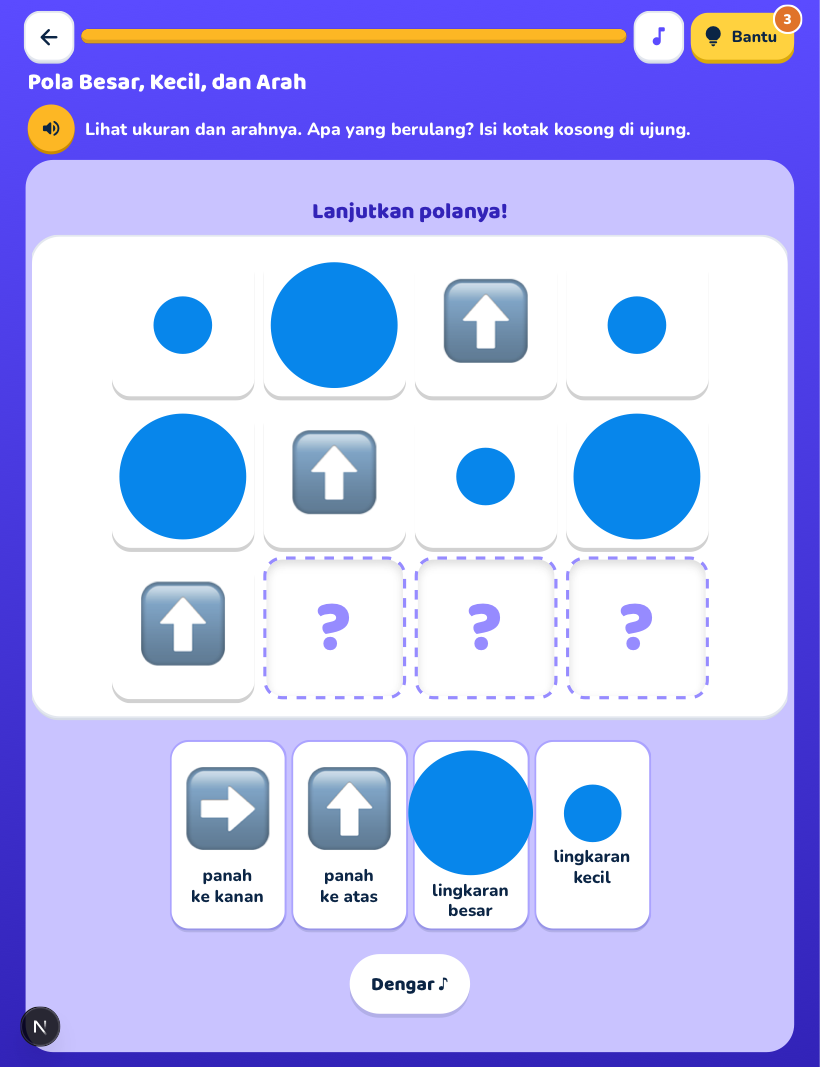 3
Bantu
Pola Besar, Kecil, dan Arah
Lihat ukuran dan arahnya. Apa yang berulang? Isi kotak kosong di ujung.
Lanjutkan polanya!
? ? ?
panah
ke kanan
panah
ke atas
lingkaran
besar
lingkaran
kecil
Dengar ♪
N